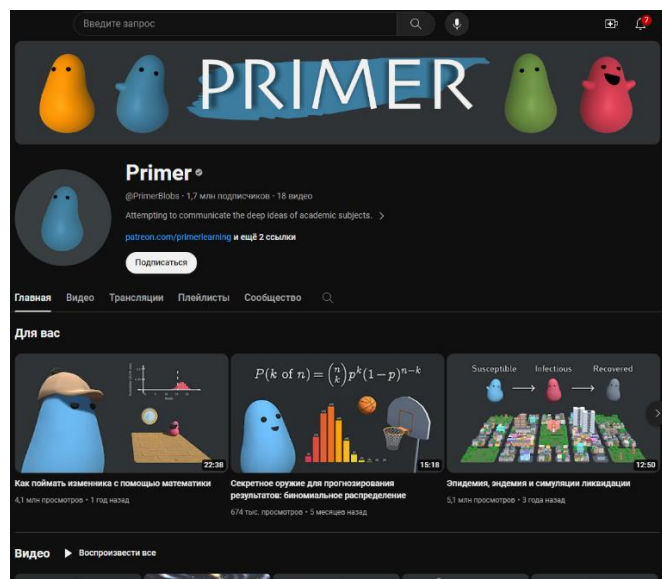 Введите запрос
7
PRIMER
Primer
@PrimerBlobs · 1,7 млн подписчиков · 18 видео
Attempting to communicate the deep ideas of academic subjects.
patreon.com/primerlearning и ещё 2 ссылки
Подписаться
Главная Видео Трансляции Плейлисты Сообщество
Для вас
22:38
P(k of n) = (n k) p^k (1−p)^{n−k}
15:18
Susceptible Infectious Recovered
12:50
Как поймать изменника с помощью математики
4,1 млн просмотров • 1 год назад
Секретное оружие для прогнозирования
результатов: биномиальное распределение
674 тыс. просмотров • 5 месяцев назад
Эпидемия, эндемия и симуляции ликвидации
5,1 млн просмотров • 3 года назад
Видео Воспроизвести все